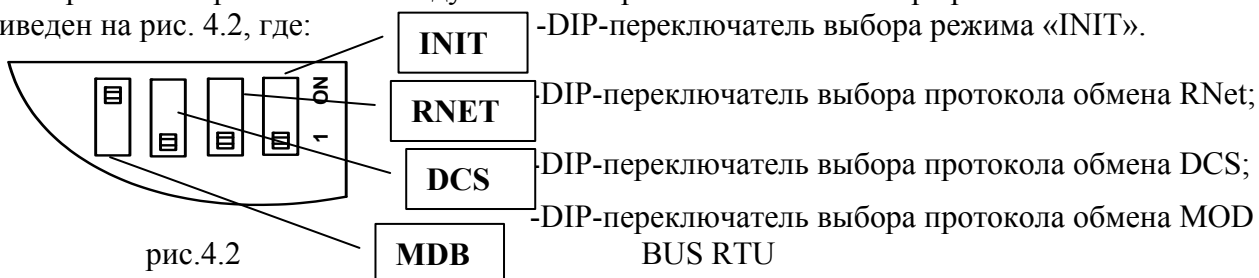 иведен на рис. 4.2, где:
INIT -DIP-переключатель выбора режима «INIT».
ON
1
RNET -DIP-переключатель выбора протокола обмена RNet;
DCS -DIP-переключатель выбора протокола обмена DCS;
-DIP-переключатель выбора протокола обмена MOD
рис.4.2 MDB BUS RTU